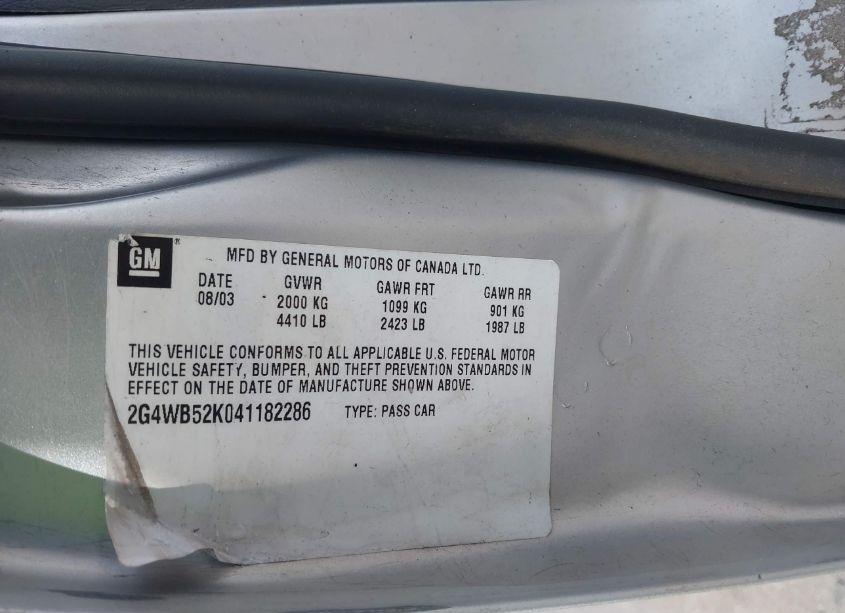 GM®
MFD BY GENERAL MOTORS OF CANADA LTD.
DATE GVWR GAWR FRT GAWR RR
08/03 2000 KG 1099 KG 901 KG
4410 LB 2423 LB 1987 LB
THIS VEHICLE CONFORMS TO ALL APPLICABLE U.S. FEDERAL MOTOR
VEHICLE SAFETY, BUMPER, AND THEFT PREVENTION STANDARDS IN
EFFECT ON THE DATE OF MANUFACTURE SHOWN ABOVE.
2G4WB52K041182286 TYPE: PASS CAR